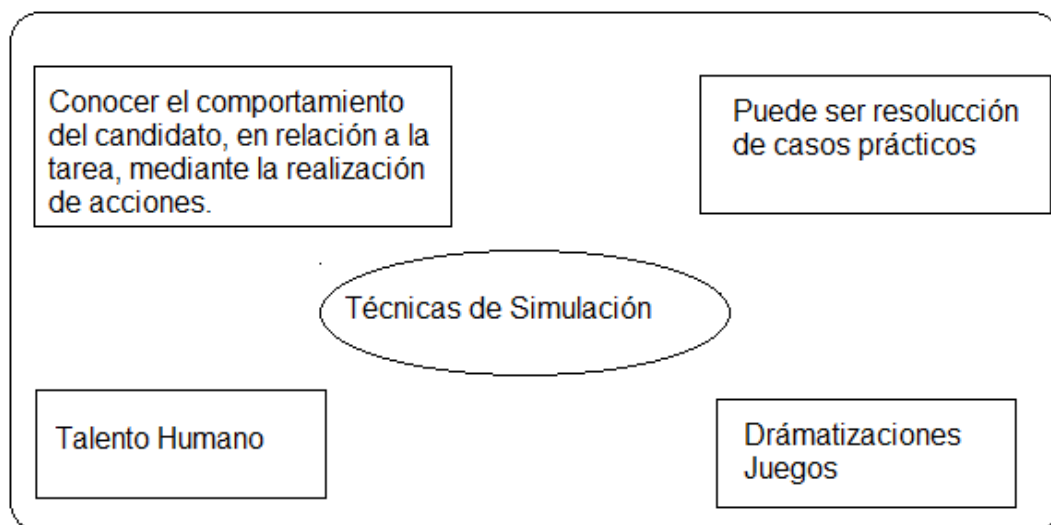 Conocer el comportamiento
del candidato, en relación a la
tarea, mediante la realización
de acciones.
Puede ser resolucción
de casos prácticos
Técnicas de Simulación
Talento Humano
Drámatizaciones
Juegos